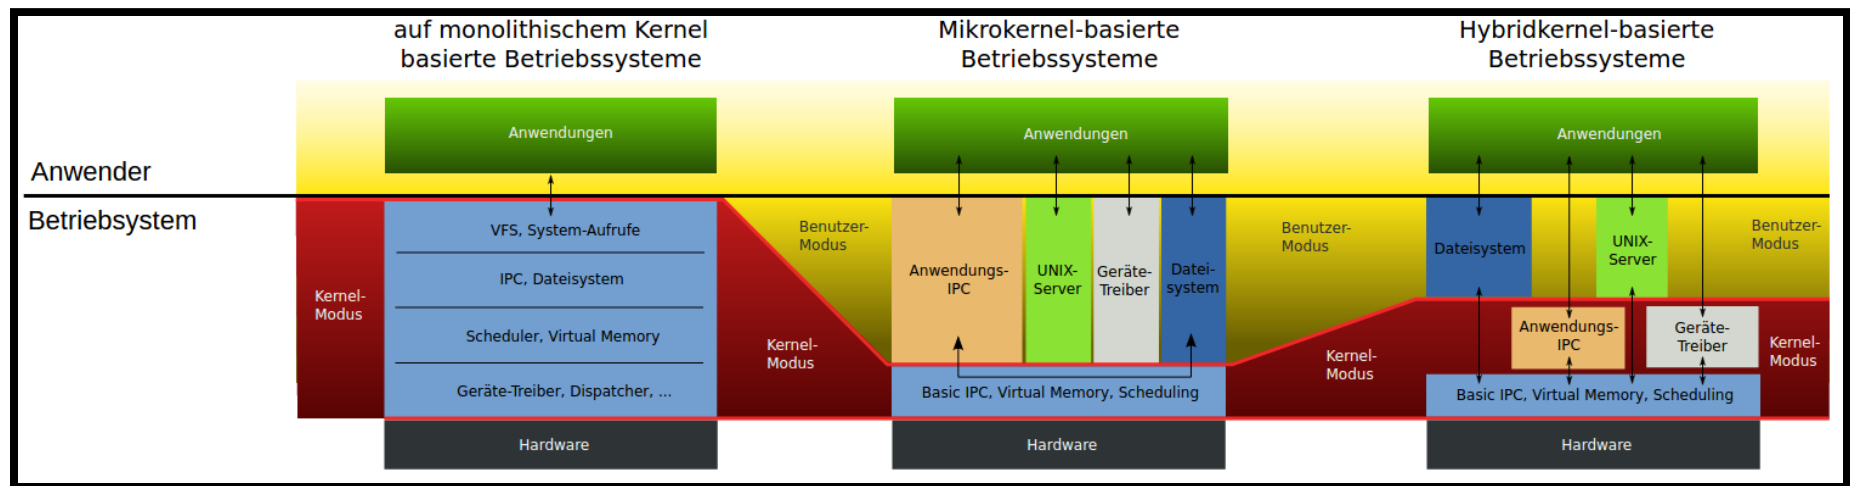 auf monolithischem Kernel
basierte Betriebssysteme
Mikrokernel-basierte
Betriebssysteme
Hybridkernel-basierte
Betriebssysteme
Anwender
Betriebsystem
Anwendungen
VFS, System-Aufrufe
IPC, Dateisystem
Scheduler, Virtual Memory
Geräte-Treiber, Dispatcher, ...
Hardware
Kernel-
Modus
Kernel-
Modus
Benutzer-
Modus
Anwendungen
Anwendungs-
IPC
UNIX-
Server
Geräte-
Treiber
Datei-
system
Basic IPC, Virtual Memory, Scheduling
Hardware
Benutzer-
Modus
Kernel-
Modus
Anwendungen
Dateisystem
UNIX-
Server
Benutzer-
Modus
Anwendungs-
IPC
Geräte-
Treiber
Kernel-
Modus
Basic IPC, Virtual Memory, Scheduling
Hardware